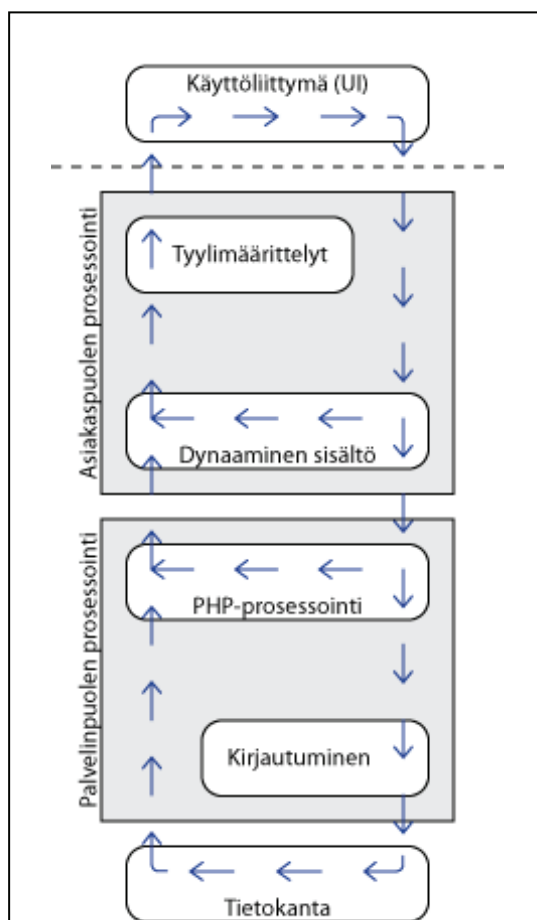 Käyttöliittymä (UI)
Asiakaspuolen prosessointi
Tyylimäärittelyt
Dynaaminen sisältö
Palvelinpuolen prosessointi
PHP-prosessointi
Kirjautuminen
Tietokanta